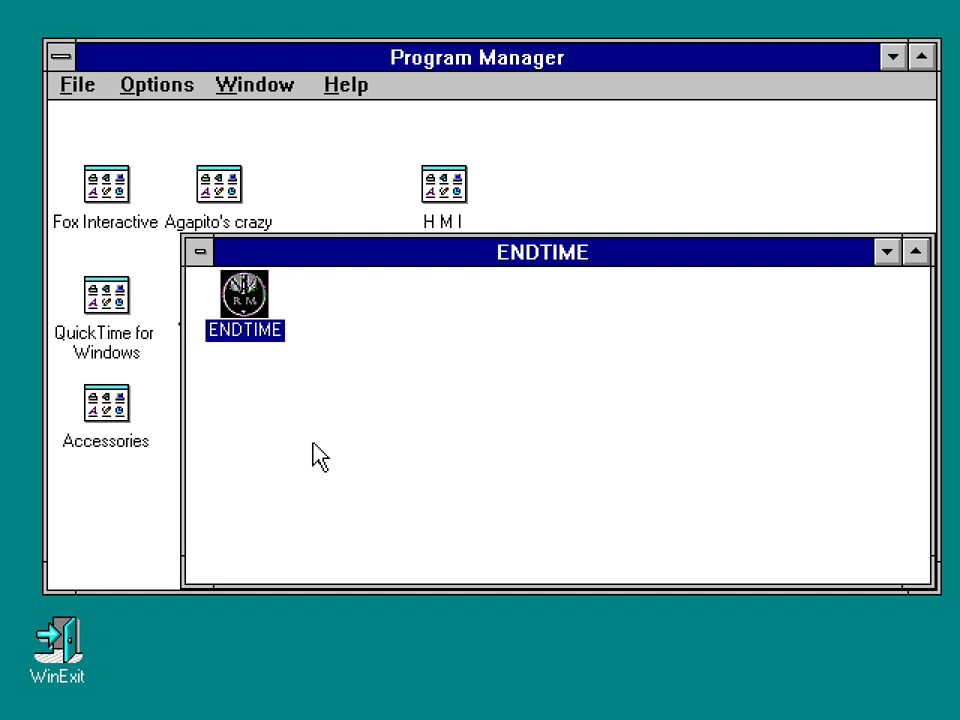 Program Manager
File Options Window Help
Fox Interactive Agapito's crazy H M I
ENDTIME
R M
ENDTIME
QuickTime for
Windows
Accessories
WinExit